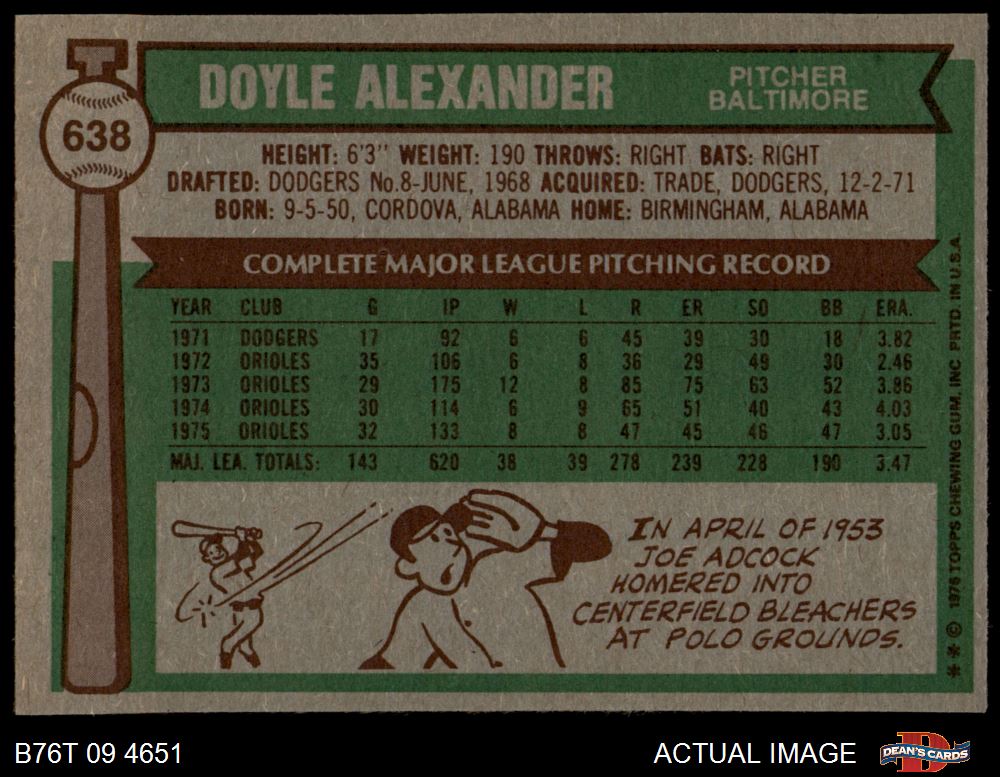 638
DOYLE ALEXANDER
PITCHER
BALTIMORE
HEIGHT: 6'3" WEIGHT: 190 THROWS: RIGHT BATS: RIGHT
DRAFTED: DODGERS No.8-JUNE, 1968 ACQUIRED: TRADE, DODGERS, 12-2-71
BORN: 9-5-50, CORDOVA, ALABAMA HOME: BIRMINGHAM, ALABAMA
COMPLETE MAJOR LEAGUE PITCHING RECORD
YEAR CLUB G IP W L R ER SO BB ERA.
1971 DODGERS 17 92 6 6 45 39 30 18 3.82
1972 ORIOLES 35 106 6 8 36 29 49 30 2.46
1973 ORIOLES 29 175 12 8 85 75 63 52 3.86
1974 ORIOLES 30 114 6 9 65 51 40 43 4.03
1975 ORIOLES 32 133 8 8 47 45 46 47 3.05
MAJ. LEA. TOTALS: 143 620 38 39 278 239 228 190 3.47
IN APRIL OF 1953
JOE ADCOCK
HOMERED INTO
CENTERFIELD BLEACHERS
AT POLO GROUNDS.
** © 1976 TOPPS CHEWING GUM, INC PRTD. IN U.S.A.
B76T 09 4651
ACTUAL IMAGE
D
DEAN'S CARDS